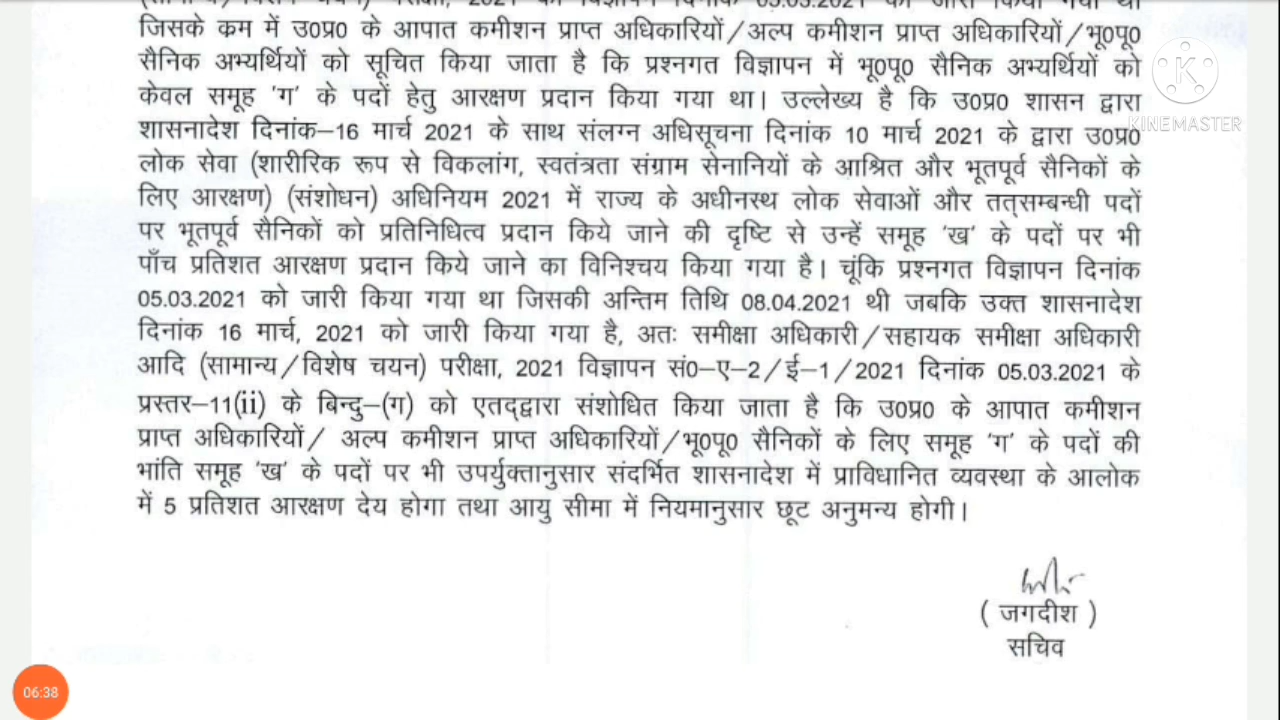 (सामान्य/विशेष चयन) परीक्षा, 2021 का विज्ञापन दिनांक 05.03.2021 को जारी किया गया था
जिसके क्रम में उ0प्र0 के आपात कमीशन प्राप्त अधिकारियों/अल्प कमीशन प्राप्त अधिकारियों/भू0पू0
सैनिक अभ्यर्थियों को सूचित किया जाता है कि प्रश्नगत विज्ञापन में भू0पू0 सैनिक अभ्यर्थियों को
केवल समूह 'ग' के पदों हेतु आरक्षण प्रदान किया गया था। उल्लेख्य है कि उ0प्र0 शासन द्वारा
शासनादेश दिनांक–16 मार्च 2021 के साथ संलग्न अधिसूचना दिनांक 10 मार्च 2021 के द्वारा उ0प्र0
लोक सेवा (शारीरिक रूप से विकलांग, स्वतंत्रता संग्राम सेनानियों के आश्रित और भूतपूर्व सैनिकों के
लिए आरक्षण) (संशोधन) अधिनियम 2021 में राज्य के अधीनस्थ लोक सेवाओं और तत्सम्बन्धी पदों
पर भूतपूर्व सैनिकों को प्रतिनिधित्व प्रदान किये जाने की दृष्टि से उन्हें समूह 'ख' के पदों पर भी
पाँच प्रतिशत आरक्षण प्रदान किये जाने का विनिश्चय किया गया है। चूंकि प्रश्नगत विज्ञापन दिनांक
05.03.2021 को जारी किया गया था जिसकी अन्तिम तिथि 08.04.2021 थी जबकि उक्त शासनादेश
दिनांक 16 मार्च, 2021 को जारी किया गया है, अतः समीक्षा अधिकारी/सहायक समीक्षा अधिकारी
आदि (सामान्य/विशेष चयन) परीक्षा, 2021 विज्ञापन सं0–ए–2/ई–1/2021 दिनांक 05.03.2021 के
प्रस्तर–11(ii) के बिन्दु–(ग) को एतद्द्वारा संशोधित किया जाता है कि उ0प्र0 के आपात कमीशन
प्राप्त अधिकारियों/ अल्प कमीशन प्राप्त अधिकारियों/भू0पू0 सैनिकों के लिए समूह 'ग' के पदों की
भांति समूह 'ख' के पदों पर भी उपर्युक्तानुसार संदर्भित शासनादेश में प्राविधानित व्यवस्था के आलोक
में 5 प्रतिशत आरक्षण देय होगा तथा आयु सीमा में नियमानुसार छूट अनुमन्य होगी।
( जगदीश )
सचिव
K
KINEMASTER
06:38